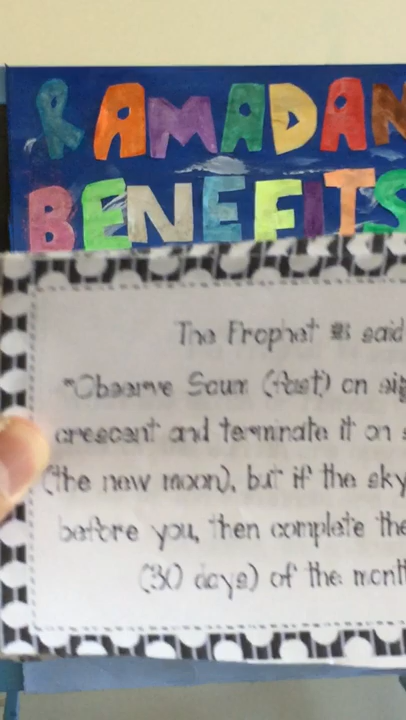 RAMADAN
BENEFITS
The Prophet ﷺ said
"Observe Saum (fast) on
crescent and terminate it on
(the new moon), but if the sky
before you, then complete the
(30 days) of the mont